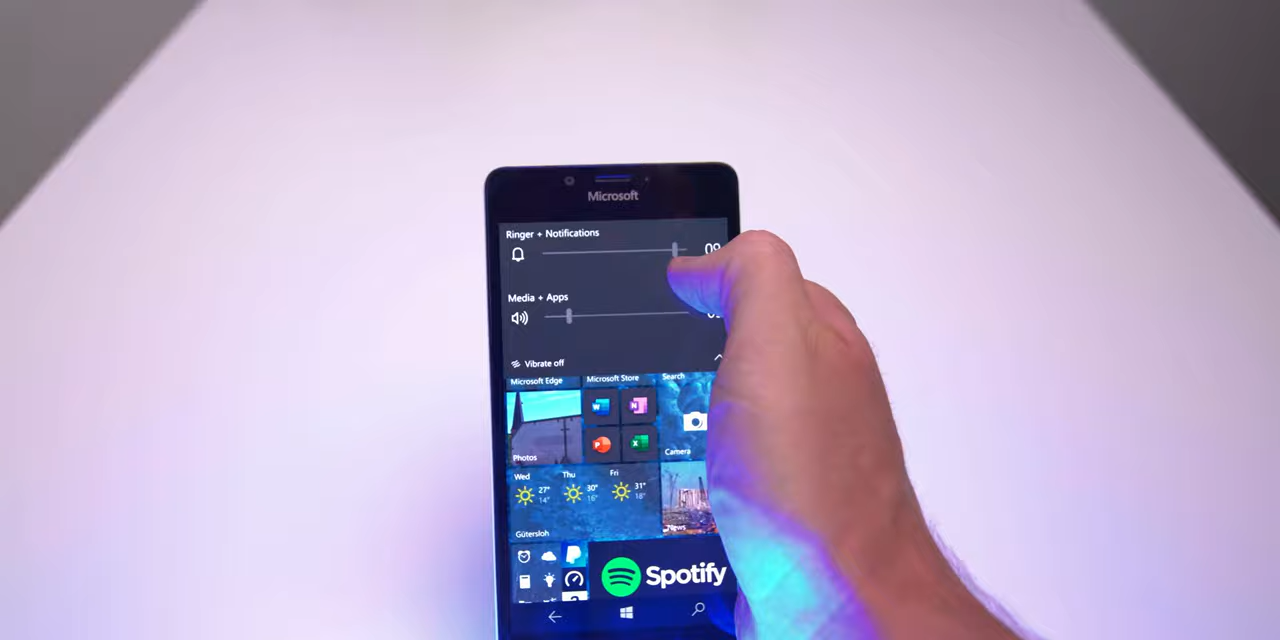 Microsoft
Ringer + Notifications
09
Media + Apps
Vibrate off
Microsoft Edge
Microsoft Store
Search
W
N
P
X
Photos
Camera
Wed
Thu
Fri
27°
14°
30°
16°
31°
18°
Gütersloh
News
Spotify